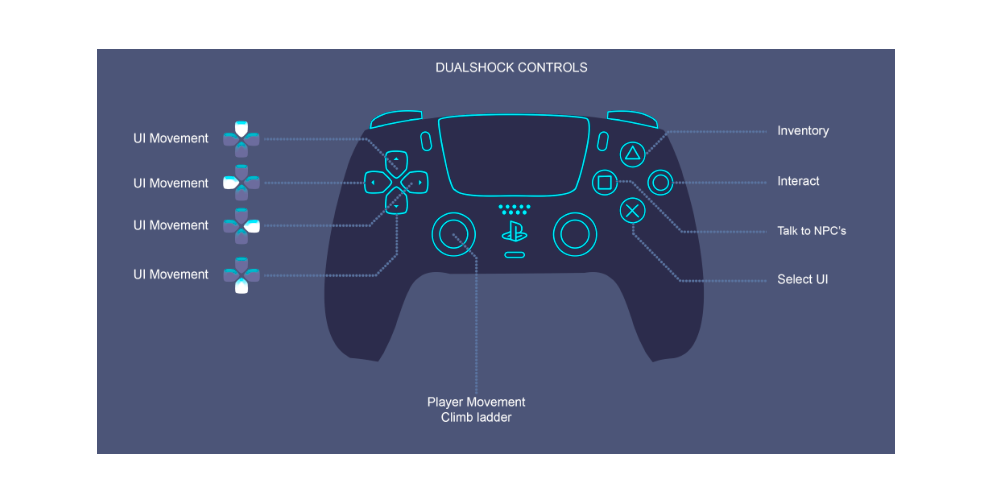 DUALSHOCK CONTROLS
UI Movement
UI Movement
UI Movement
UI Movement
Inventory
Interact
Talk to NPC's
Select UI
Player Movement
Climb ladder